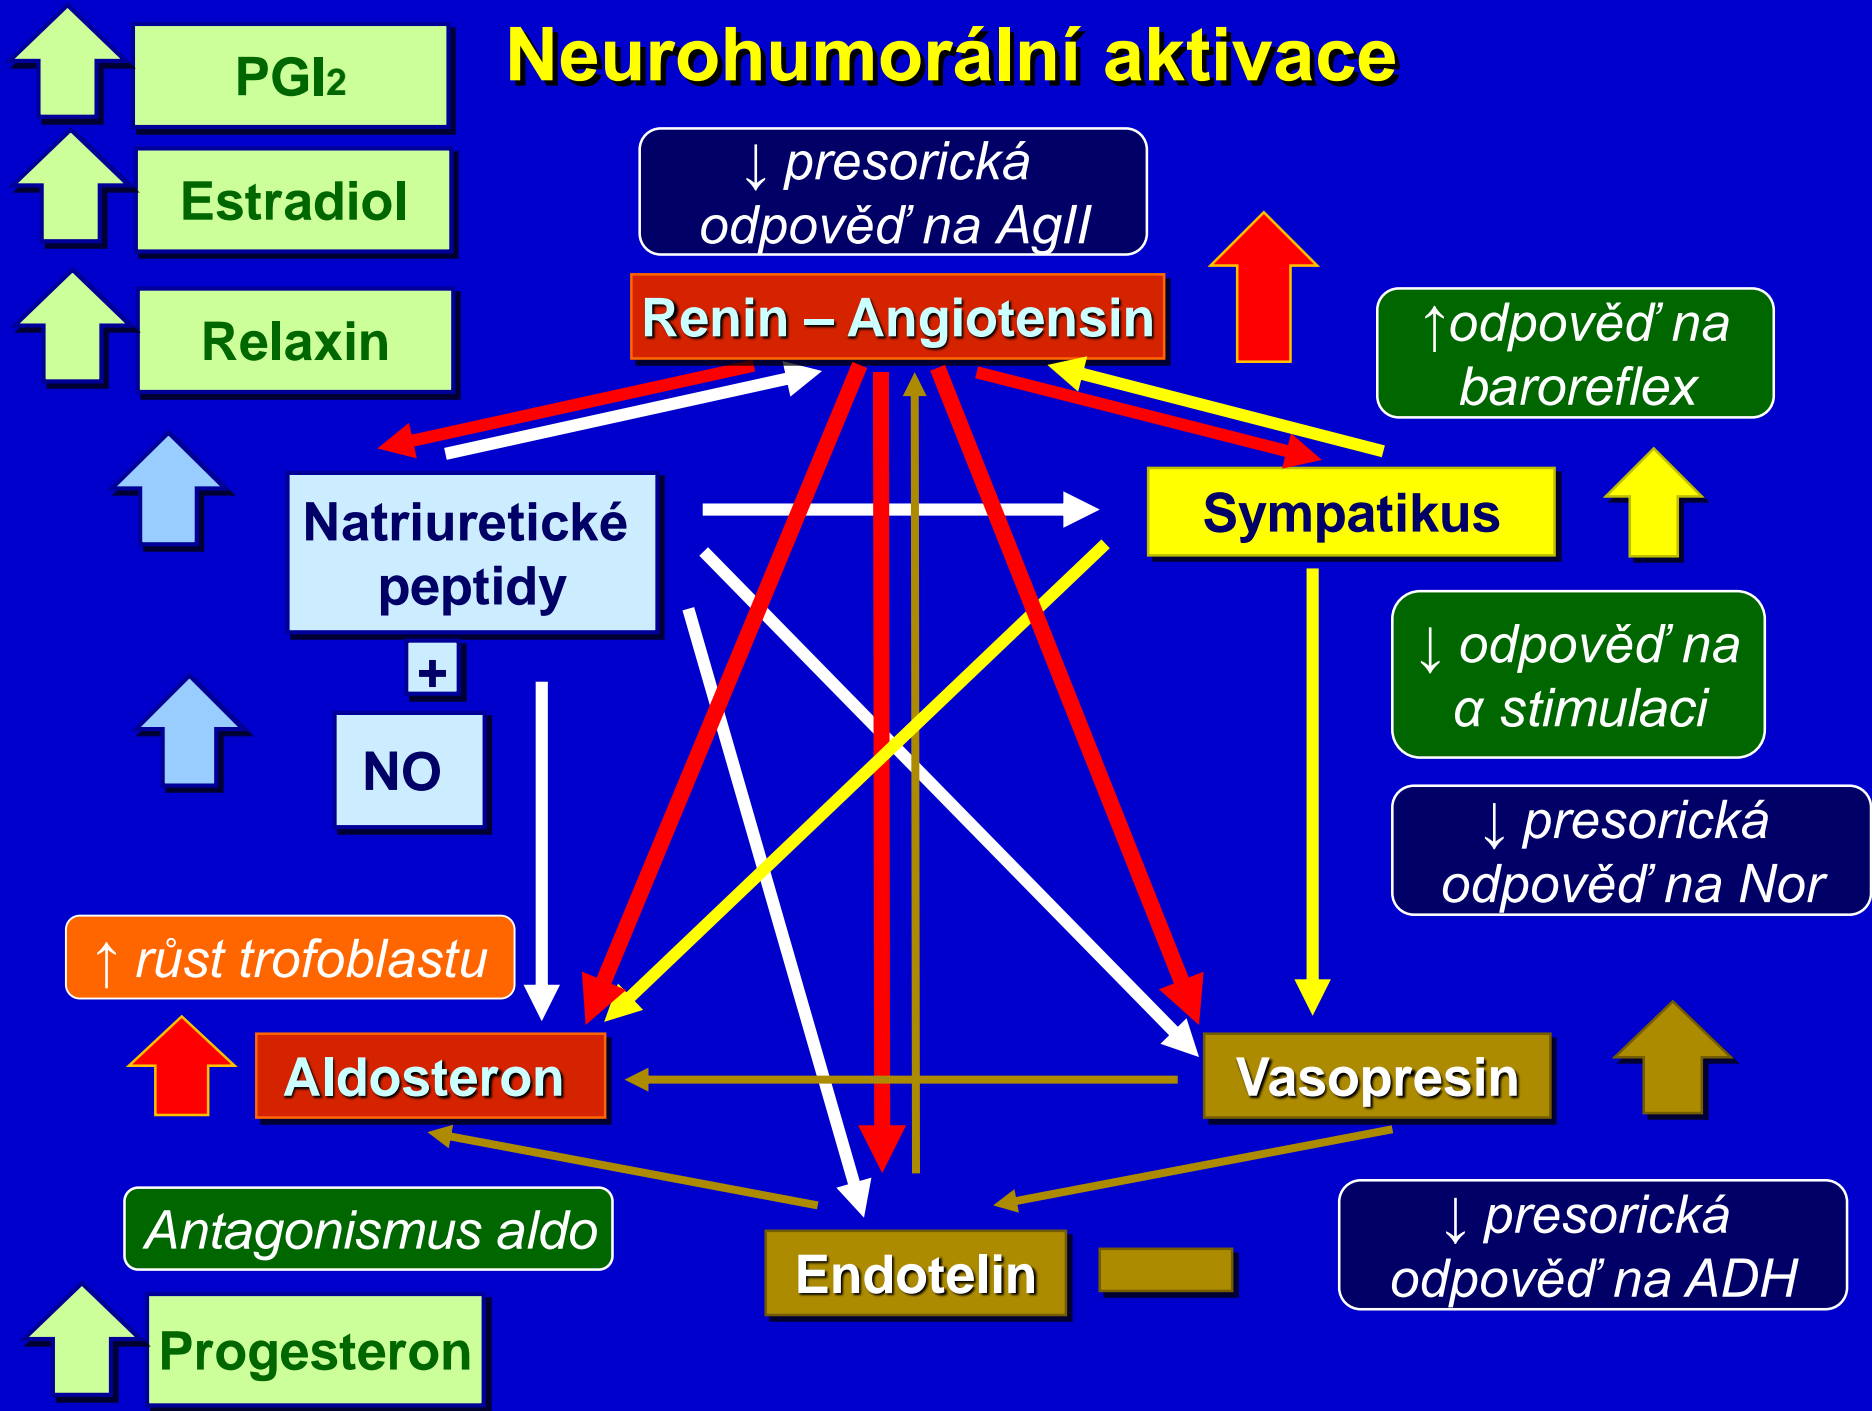 Neurohumorální aktivace
PGI2
Estradiol
Relaxin
↓ presorická
odpověď na AgII
Renin – Angiotensin
↑odpověď na
baroreflex
Natriuretické
peptidy
+
NO
Sympatikus
↓ odpověď na
α stimulaci
↓ presorická
odpověď na Nor
↑ růst trofoblastu
Aldosteron
Vasopresin
Antagonismus aldo
Endotelin
↓ presorická
odpověď na ADH
Progesteron